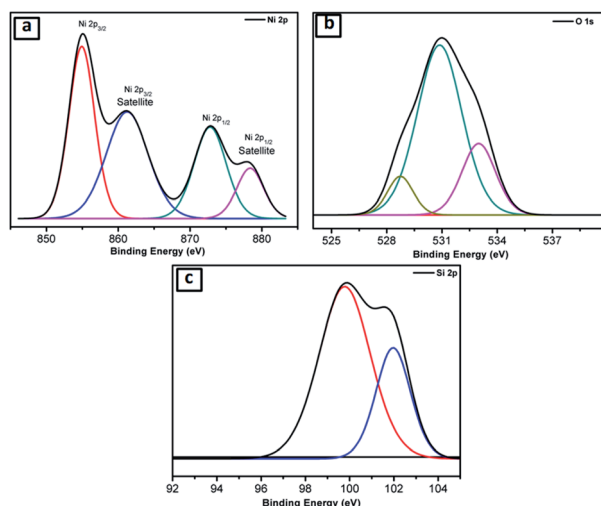 a
Ni 2p
Ni 2p3/2
Ni 2p3/2
Satellite
Ni 2p1/2
Ni 2p1/2
Satellite
850 860 870 880
Binding Energy (eV)
b
O 1s
525 528 531 534 537
Binding Energy (eV)
c
Si 2p
92 94 96 98 100 102 104
Binding Energy (eV)